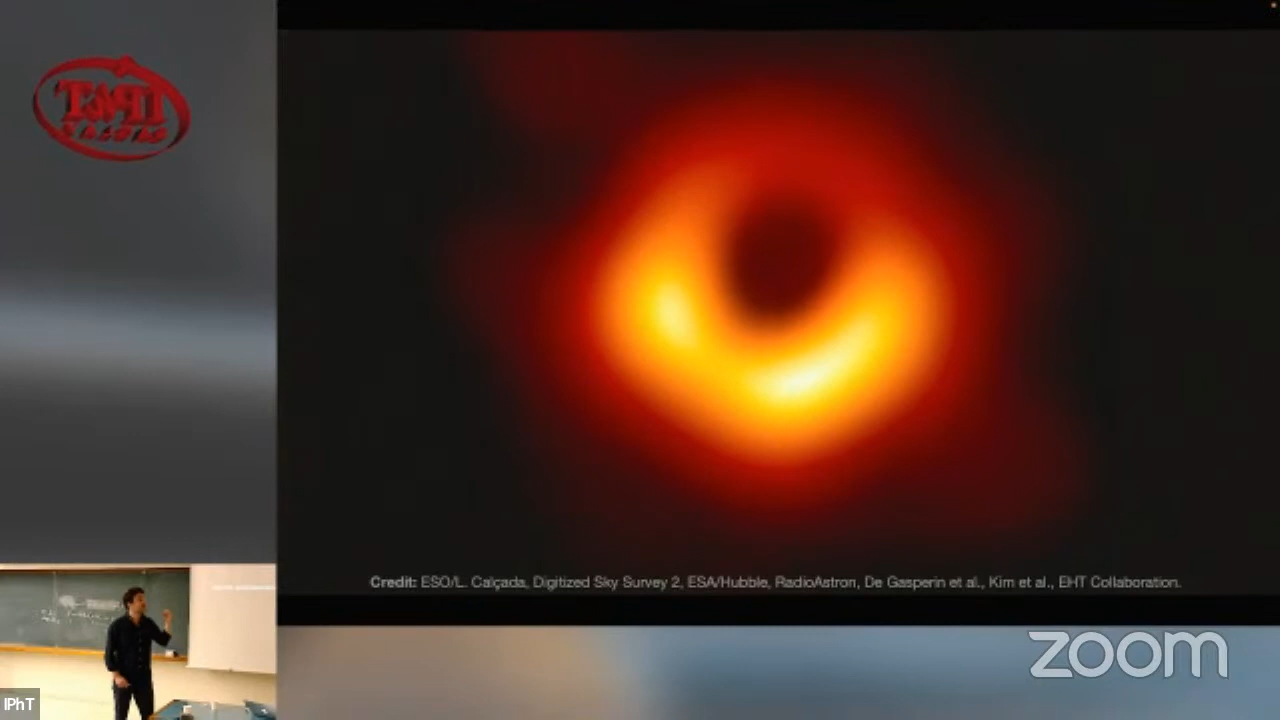 Credit: ESO/L. Calçada, Digitized Sky Survey 2, ESA/Hubble, RadioAstron, De Gasperin et al., Kim et al., EHT Collaboration.
zoom
IPhT